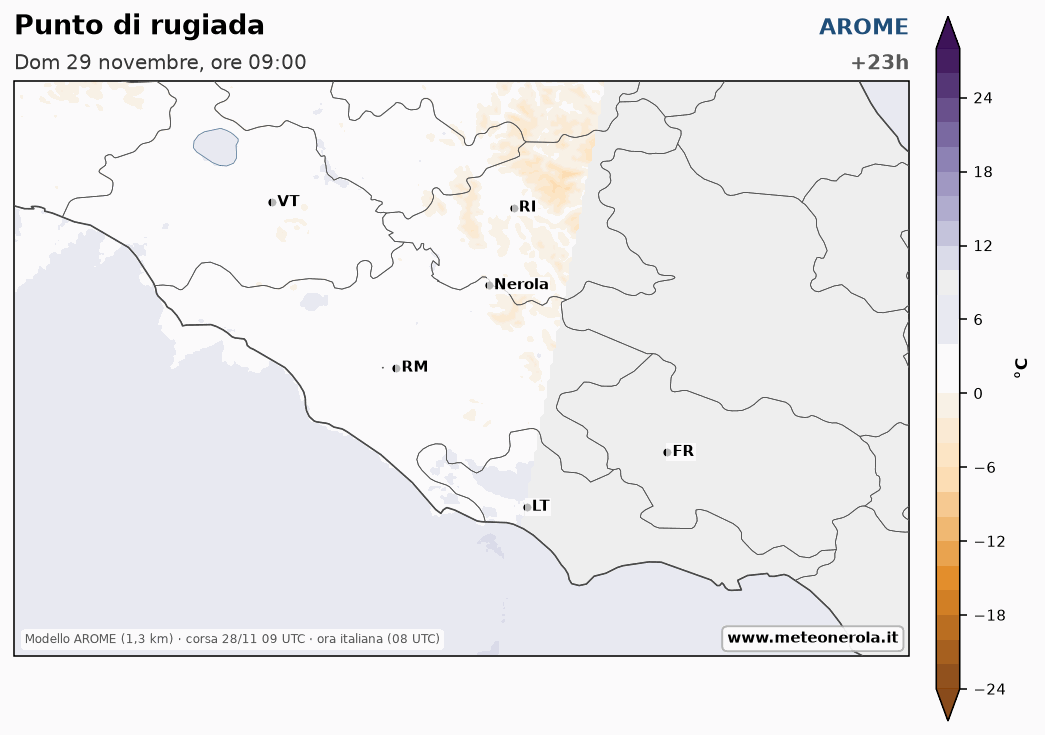 Punto di rugiada
AROME
Dom 29 novembre, ore 09:00
+23h
24
18
12
6
0
−6
−12
−18
−24
°C
VT
RI
Nerola
RM
FR
LT
Modello AROME (1,3 km) · corsa 28/11 09 UTC · ora italiana (08 UTC)
www.meteonerola.it